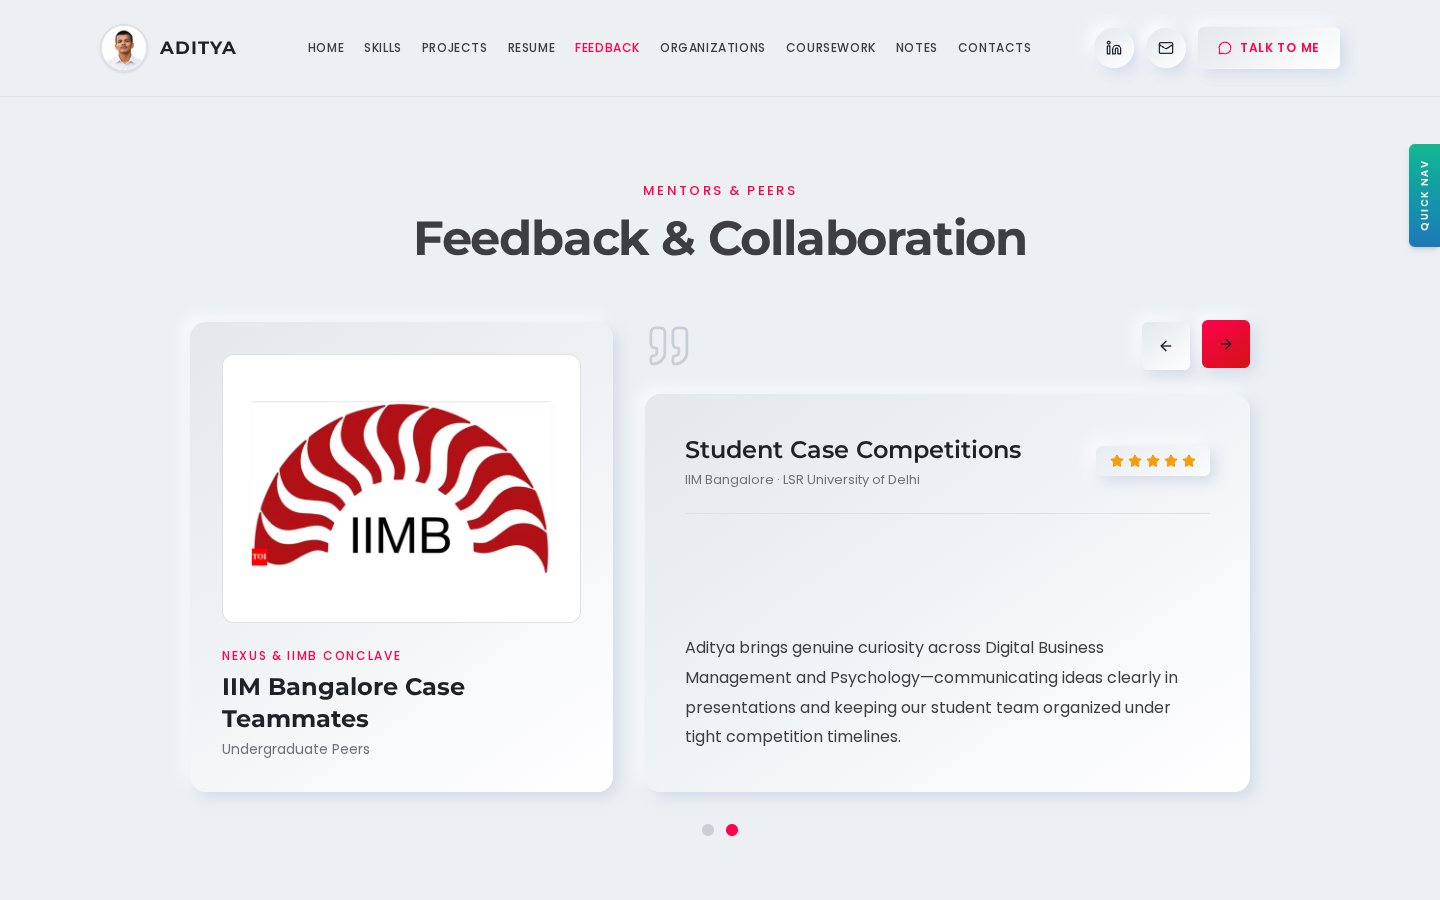 ADITYA
HOME SKILLS PROJECTS RESUME FEEDBACK ORGANIZATIONS COURSEWORK NOTES CONTACTS
TALK TO ME
QUICK NAV
MENTORS & PEERS
Feedback & Collaboration
IIMB
TOI
NEXUS & IIMB CONCLAVE
IIM Bangalore Case
Teammates
Undergraduate Peers
Student Case Competitions
IIM Bangalore · LSR University of Delhi
Aditya brings genuine curiosity across Digital Business
Management and Psychology—communicating ideas clearly in
presentations and keeping our student team organized under
tight competition timelines.